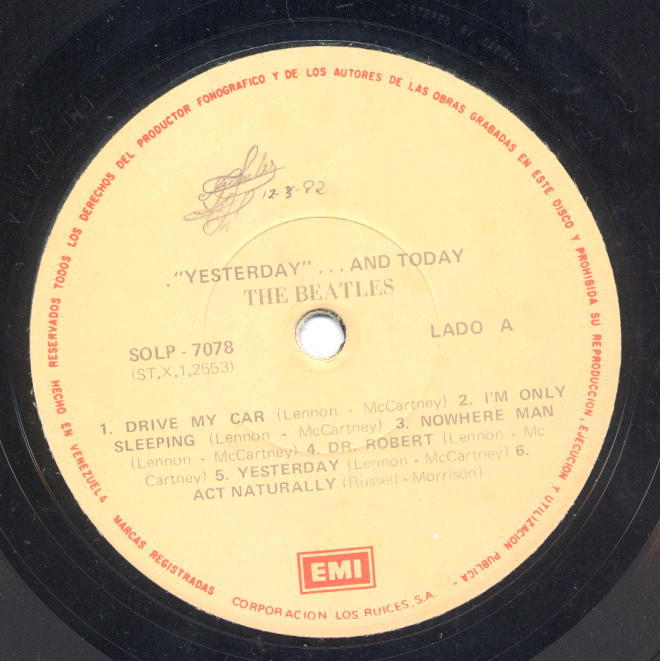 RESERVADOS TODOS LOS DERECHOS DEL PRODUCTOR FONOGRAFICO Y DE LOS AUTORES DE LAS OBRAS GRABADAS EN ESTE DISCO Y PROHIBIDA SU REPRODUCCION, EJECUCION Y UTILIZACION PUBLICA -
12-3-82
."YESTERDAY" ... AND TODAY
THE BEATLES
SOLP - 7078
(ST.X.1.2553)
LADO A
1. DRIVE MY CAR (Lennon - McCartney) 2. I'M ONLY
SLEEPING (Lennon - McCartney) 3. NOWHERE MAN
(Lennon - McCartney) 4. DR. ROBERT (Lennon - Mc
Cartney) 5. YESTERDAY (Lennon - McCartney) 6.
ACT NATURALLY (Russell - Morrison)
EMI
HECHO EN VENEZUELA MARCAS REGISTRADAS
CORPORACION LOS RUICES, S.A.